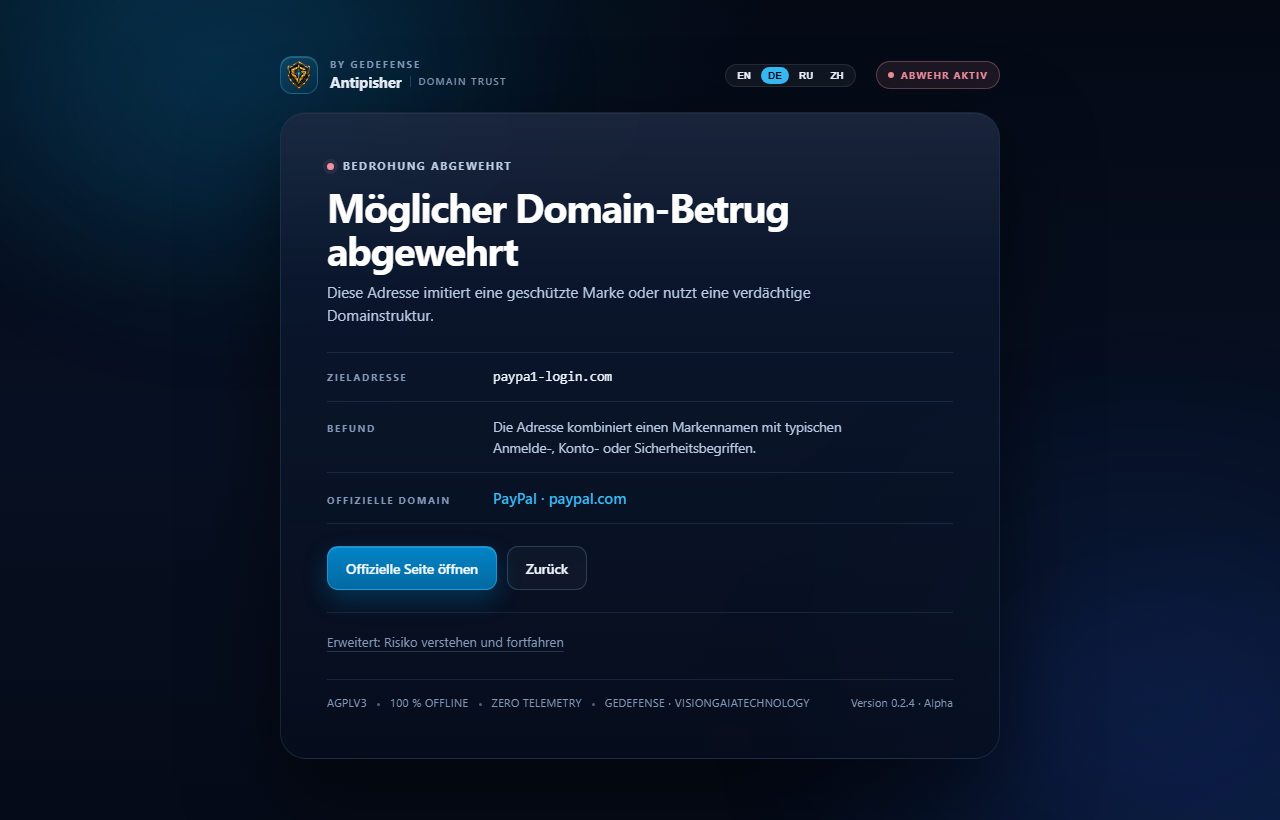 BY GEDEFENSE
Antipisher DOMAIN TRUST
EN DE RU ZH
ABWEHR AKTIV
BEDROHUNG ABGEWEHRT
Möglicher Domain-Betrug
abgewehrt
Diese Adresse imitiert eine geschützte Marke oder nutzt eine verdächtige
Domainstruktur.
ZIELADRESSE paypa1-login.com
BEFUND Die Adresse kombiniert einen Markennamen mit typischen
Anmelde-, Konto- oder Sicherheitsbegriffen.
OFFIZIELLE DOMAIN PayPal · paypal.com
Offizielle Seite öffnen Zurück
Erweitert: Risiko verstehen und fortfahren
AGPLV3 • 100 % OFFLINE • ZERO TELEMETRY • GEDEFENSE · VISIONGAIATECHNOLOGY Version 0.2.4 · Alpha